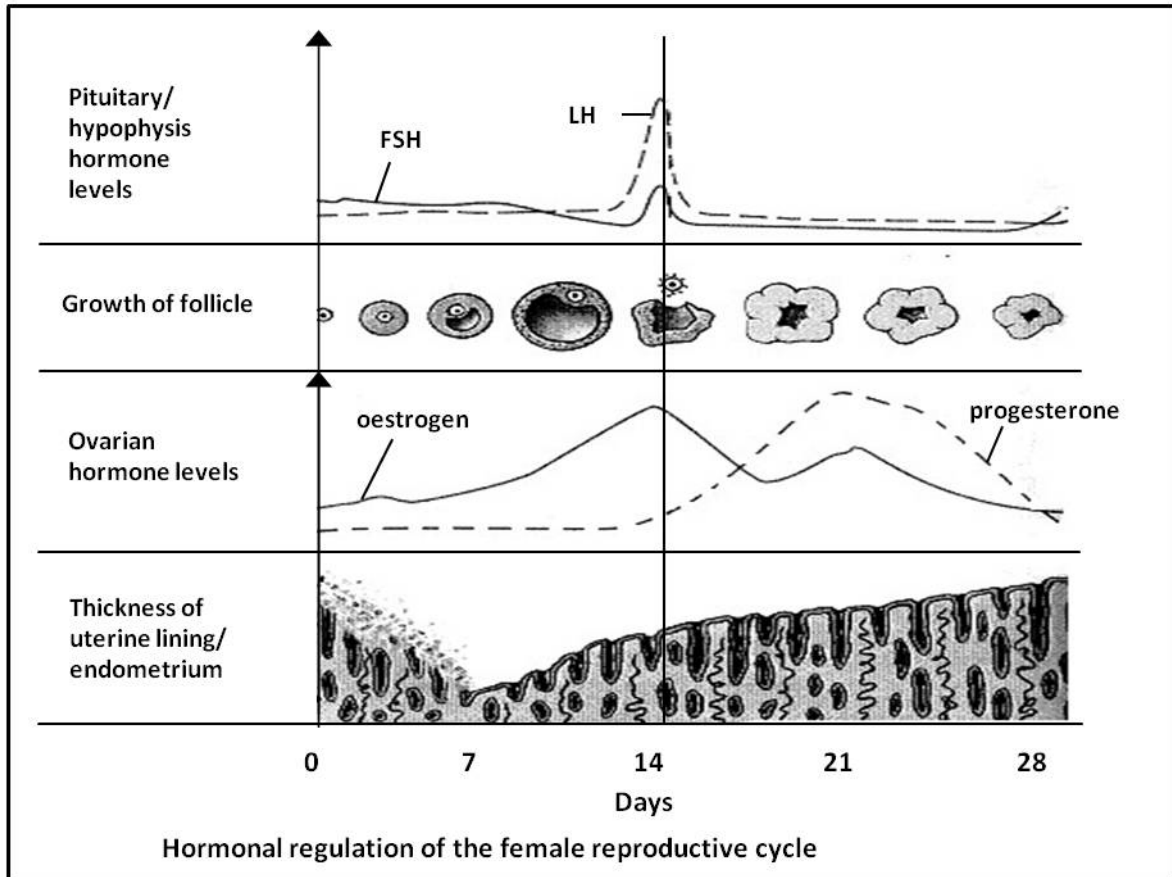 Pituitary/
hypophysis
hormone
levels
FSH
LH
Growth of follicle
Ovarian
hormone levels
oestrogen
progesterone
Thickness of
uterine lining/
endometrium
0 7 14 21 28
Days
Hormonal regulation of the female reproductive cycle